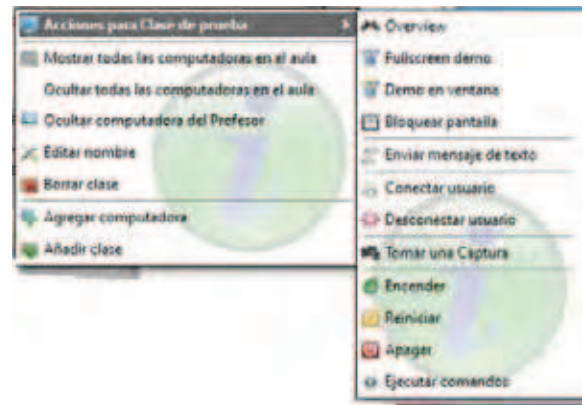 Acciones para Clase de prueba
Mostrar todas las computadoras en el aula
Ocultar todas las computadoras en el aula
Ocultar computadora del Profesor
Editar nombre
Borrar clase
Agregar computadora
Añadir clase
Overview
Fullscreen demo
Demo en ventana
Bloquear pantalla
Enviar mensaje de texto
Conectar usuario
Desconestar usuario
Tomar una Captura
Encender
Reiniciar
Apagar
Ejecutar comandos